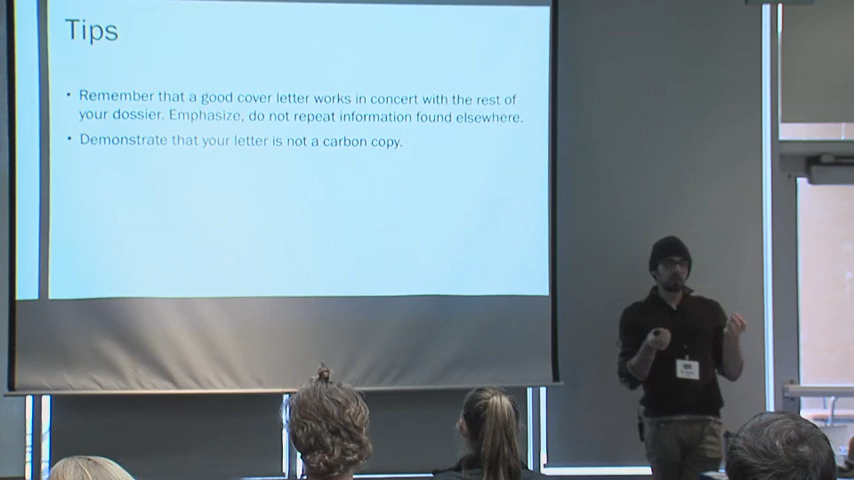 Tips
• Remember that a good cover letter works in concert with the rest of
your dossier. Emphasize, do not repeat information found elsewhere.
• Demonstrate that your letter is not a carbon copy.